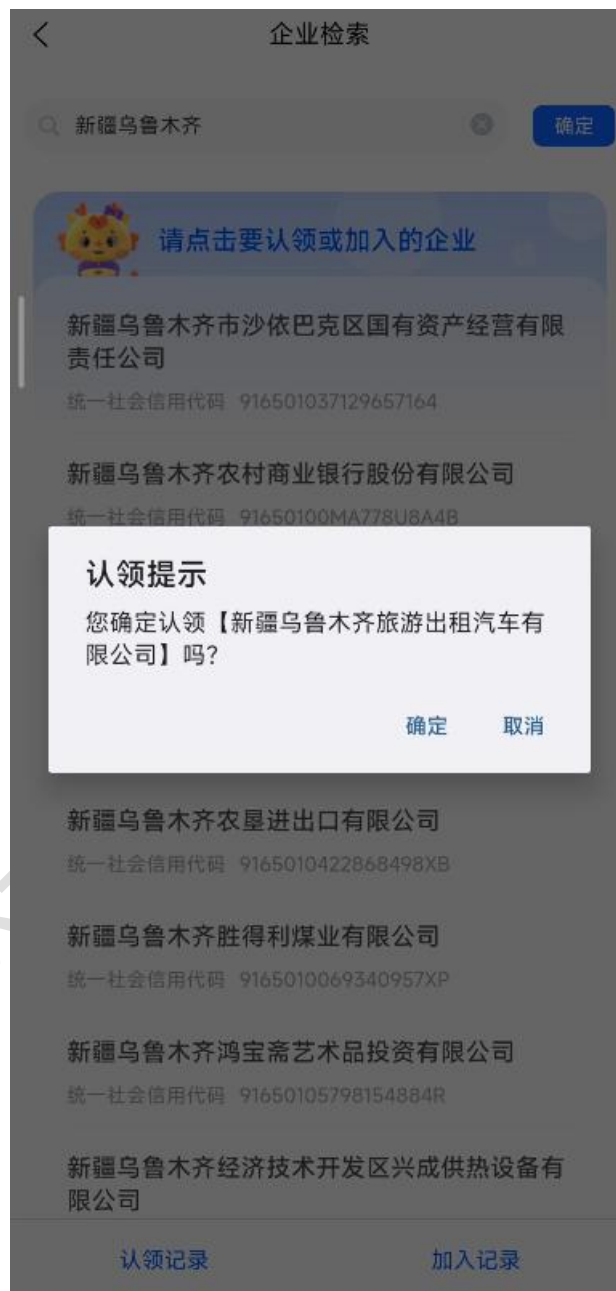 企业检索
新疆乌鲁木齐
确定
请点击要认领或加入的企业
新疆乌鲁木齐市沙依巴克区国有资产经营有限
责任公司
统一社会信用代码 916501037129657164
新疆乌鲁木齐农村商业银行股份有限公司
统一社会信用代码 91650100MA778U8A4B
认领提示
您确定认领【新疆乌鲁木齐旅游出租汽车有
限公司】吗?
确定 取消
新疆乌鲁木齐农垦进出口有限公司
统一社会信用代码 9165010422868498XB
新疆乌鲁木齐胜得利煤业有限公司
统一社会信用代码 9165010069340957XP
新疆乌鲁木齐鸿宝斋艺术品投资有限公司
统一社会信用代码 91650105798154884R
新疆乌鲁木齐经济技术开发区兴成供热设备有
限公司
认领记录 加入记录